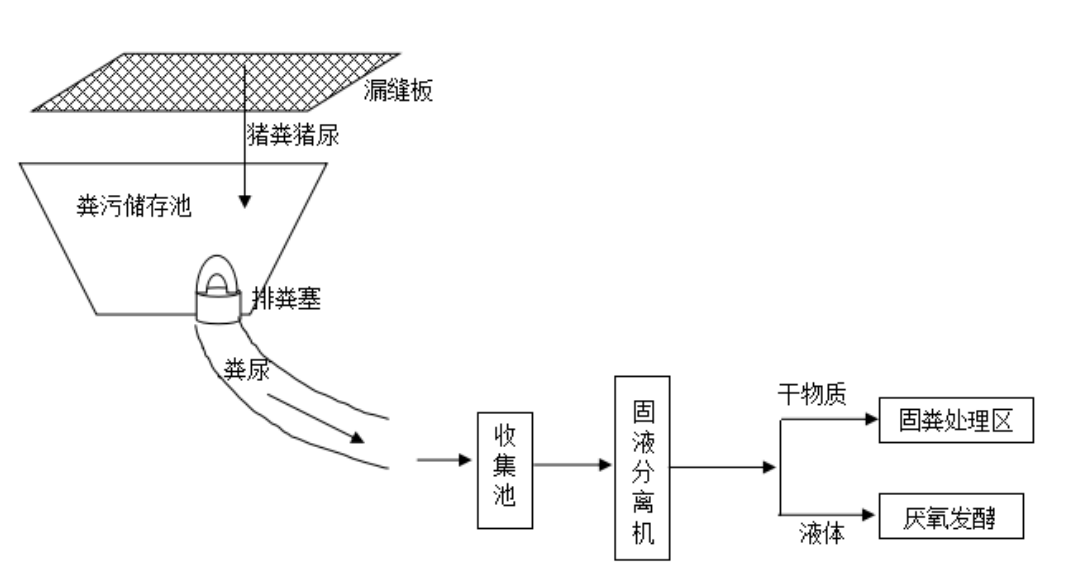 漏缝板
猪粪猪尿
粪污储存池
排粪塞
粪尿
收集池
固液分离机
干物质
固粪处理区
液体
厌氧发酵